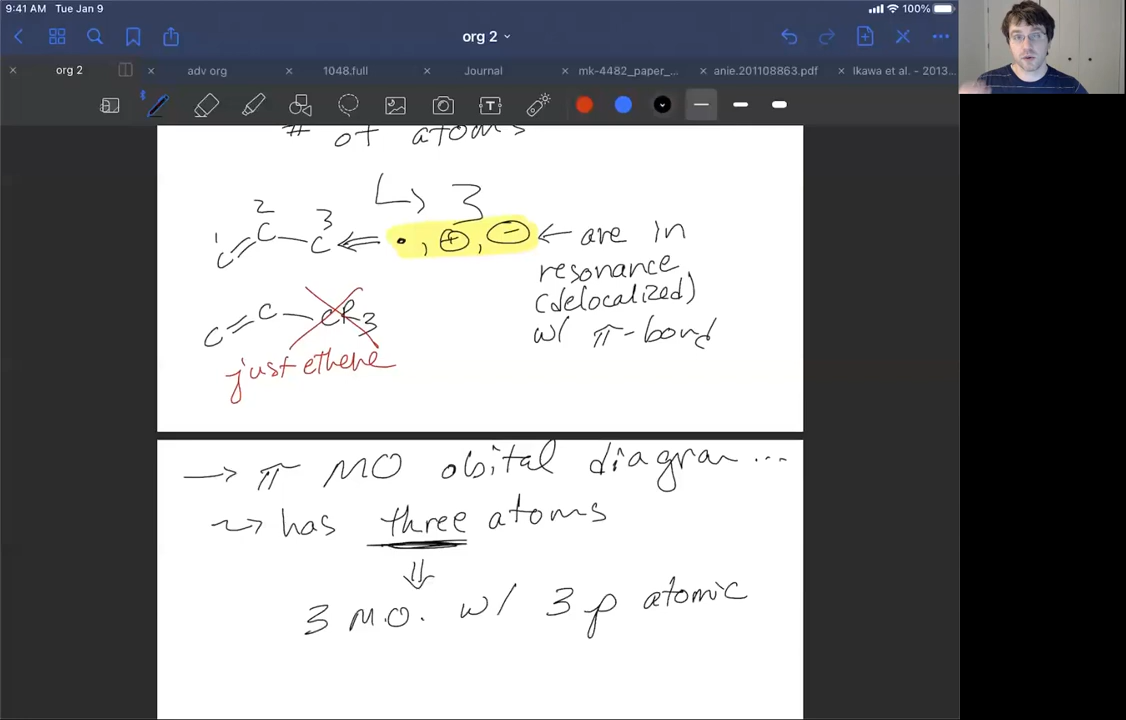 9:41 AM Tue Jan 9
100%
org 2
org 2
adv org
1048.full
Journal
mk-4482_paper_...
anie.201108863.pdf
Ikawa et al. - 2013...
T
# of atoms
3
1 2 3
C=C-C
•, +, -
← are in
resonance
(delocalized)
w/ π-bond
C=C-CR3
just ethene
→ π MO obital diagram...
has three atoms
⇓
3 M.O. w/ 3 p atomic